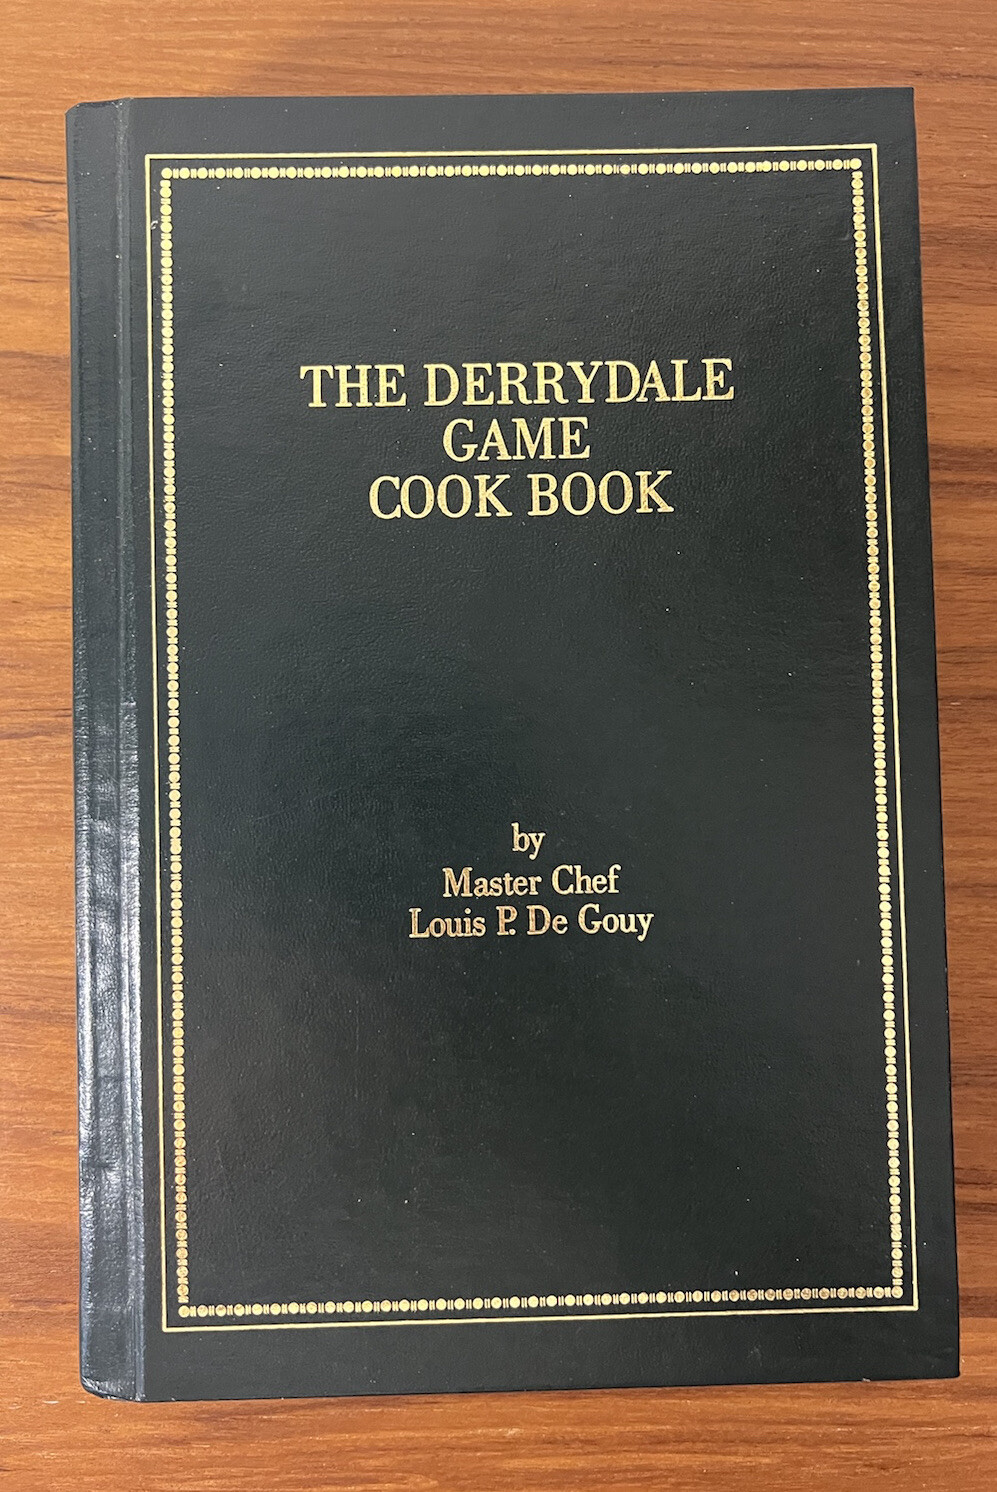 THE DERRYDALE
GAME
COOK BOOK
by
Master Chef
Louis P. De Gouy